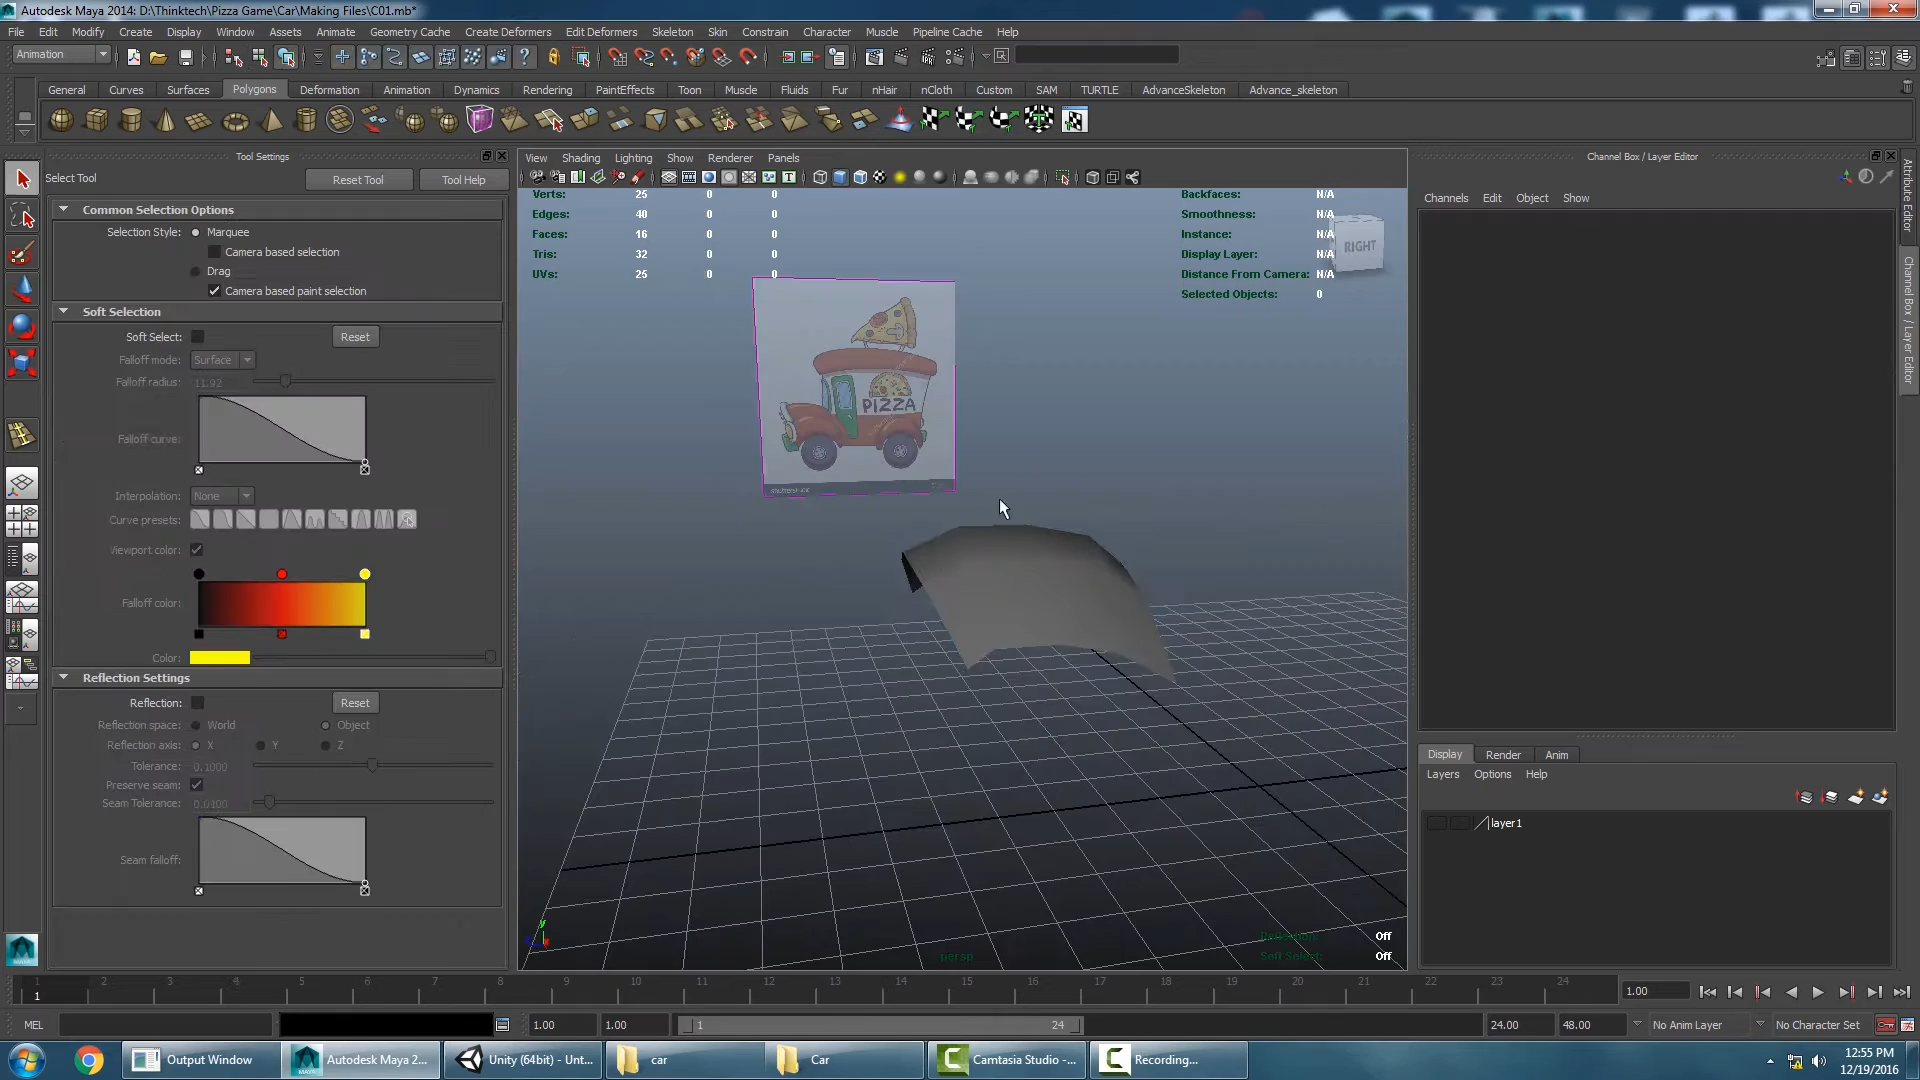 Autodesk Maya 2014: D:\Thinktech\Pizza Game\Car\Making Files\C01.mb*
File Edit Modify Create Display Window Assets Animate Geometry Cache Create Deformers Edit Deformers Skeleton Skin Constrain Character Muscle Pipeline Cache Help
Animation
General Curves Surfaces Polygons Deformation Animation Dynamics Rendering PaintEffects Toon Muscle Fluids Fur nHair nCloth Custom SAM TURTLE AdvanceSkeleton Advance_skeleton
Tool Settings
Select Tool Reset Tool Tool Help
Common Selection Options
Selection Style: Marquee
Camera based selection
Drag
Camera based paint selection
Soft Selection
Soft Select: Reset
Falloff mode: Surface
Falloff radius: 11.92
Falloff curve:
Interpolation: None
Curve presets:
Viewport color:
Falloff color:
Color:
Reflection Settings
Reflection: Reset
Reflection space: World Object
Reflection axis: X Y Z
Tolerance: 0.1000
Preserve seam:
Seam Tolerance: 0.0100
Seam falloff:
View Shading Lighting Show Renderer Panels
Verts: 25 0 0
Edges: 40 0 0
Faces: 16 0 0
Tris: 32 0 0
UVs: 25 0 0
Backfaces: N/A
Smoothness: N/A
Instance: N/A
Display Layer: N/A
Distance From Camera: N/A
Selected Objects: 0
RIGHT
PIZZA
persp
Reflection: Off
Soft Select: Off
Channel Box / Layer Editor
Channels Edit Object Show
Attribute Editor
Channel Box / Layer Editor
Display Render Anim
Layers Options Help
layer1
1 2 3 4 5 6 7 8 9 10 11 12 13 14 15 16 17 18 19 20 21 22 23 24
1
1.00
MEL 1.00 1.00 1 24 24.00 48.00 No Anim Layer No Character Set
Output Window Autodesk Maya 2... Unity (64bit) - Unt... car Car Camtasia Studio -... Recording...
12:55 PM
12/19/2016